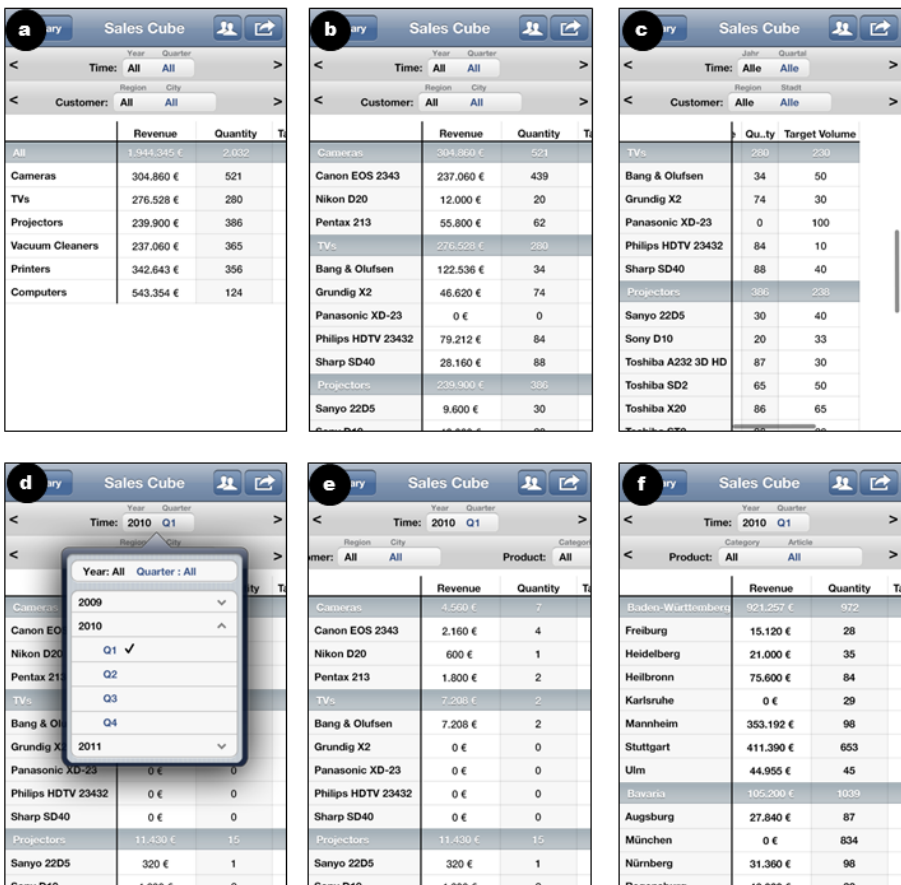 a
ary
Sales Cube
Year Quarter
< Time: All All >
Region City
< Customer: All All >
Revenue Quantity
All 1.944.345 € 2.032
Cameras 304.860 € 521
TVs 276.528 € 280
Projectors 239.900 € 386
Vacuum Cleaners 237.060 € 365
Printers 342.643 € 356
Computers 543.354 € 124
b
ary
Sales Cube
Year Quarter
< Time: All All >
Region City
< Customer: All All >
Revenue Quantity
Cameras 304.860 € 521
Canon EOS 2343 237.060 € 439
Nikon D20 12.000 € 20
Pentax 213 55.800 € 62
TVs 276.528 € 280
Bang & Olufsen 122.536 € 34
Grundig X2 46.620 € 74
Panasonic XD-23 0 € 0
Philips HDTV 23432 79.212 € 84
Sharp SD40 28.160 € 88
Projectors 239.900 € 386
Sanyo 22D5 9.600 € 30
c
ry
Sales Cube
Jahr Quartal
< Time: Alle Alle >
Region Stadt
< Customer: Alle Alle >
Qu..ty Target Volume
TVs 280 230
Bang & Olufsen 34 50
Grundig X2 74 30
Panasonic XD-23 0 100
Philips HDTV 23432 84 10
Sharp SD40 88 40
Projectors 386 238
Sanyo 22D5 30 40
Sony D10 20 33
Toshiba A232 3D HD 87 30
Toshiba SD2 65 50
Toshiba X20 86 65
d
ary
Sales Cube
Year Quarter
< Time: 2010 Q1 >
Region City
< >
Year: All Quarter : All
2009
2010
Q1 ✓
Q2
Q3
Q4
2011
ity
Cameras
Canon EO
Nikon D20
Pentax 21
TVs
Bang & Ol
Grundig X
Panasonic XD-23 0 € 0
Philips HDTV 23432 0 € 0
Sharp SD40 0 € 0
Projectors 11.430 € 15
Sanyo 22D5 320 € 1
e
ary
Sales Cube
Year Quarter
< Time: 2010 Q1 >
Region City Categor
mer: All All Product: All
Revenue Quantity
Cameras 4.560 € 7
Canon EOS 2343 2.160 € 4
Nikon D20 600 € 1
Pentax 213 1.800 € 2
TVs 7.208 € 2
Bang & Olufsen 7.208 € 2
Grundig X2 0 € 0
Panasonic XD-23 0 € 0
Philips HDTV 23432 0 € 0
Sharp SD40 0 € 0
Projectors 11.430 € 15
Sanyo 22D5 320 € 1
f
ry
Sales Cube
Year Quarter
< Time: 2010 Q1 >
Category Article
< Product: All All >
Revenue Quantity
Baden-Württemberg 921.257 € 972
Freiburg 15.120 € 28
Heidelberg 21.000 € 35
Heilbronn 75.600 € 84
Karlsruhe 0 € 29
Mannheim 353.192 € 98
Stuttgart 411.390 € 653
Ulm 44.955 € 45
Bavaria 105.200 € 1039
Augsburg 27.840 € 87
München 0 € 834
Nürnberg 31.360 € 98